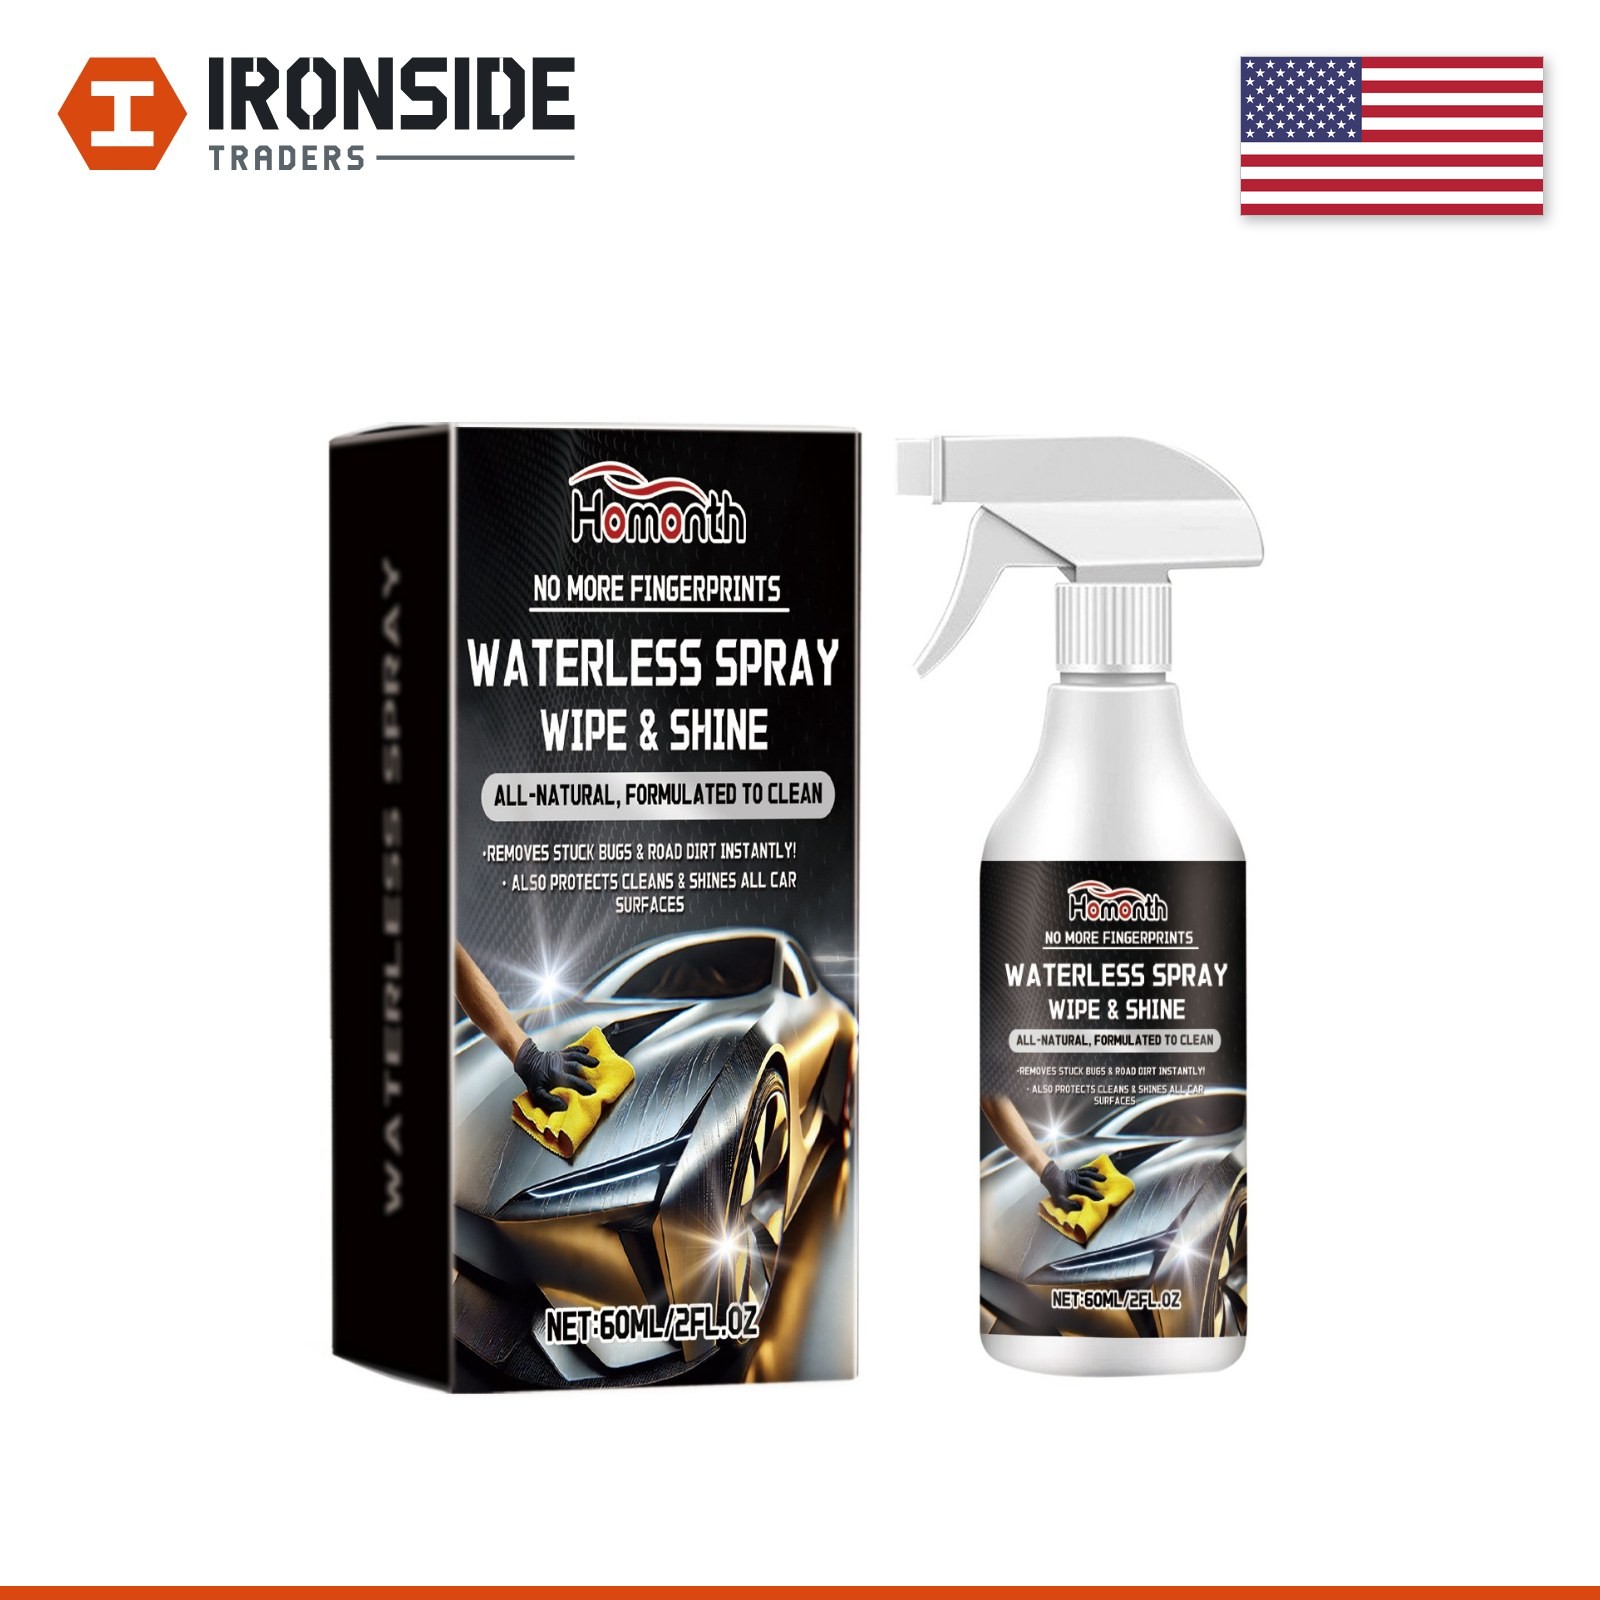 IRONSIDE
TRADERS
Homonth
NO MORE FINGERPRINTS
WATERLESS SPRAY
WIPE & SHINE
ALL-NATURAL, FORMULATED TO CLEAN
•REMOVES STUCK BUGS & ROAD DIRT INSTANTLY!
• ALSO PROTECTS CLEANS & SHINES ALL CAR
SURFACES
NET:60ML/2FL.OZ
WATERLESS SPRAY
Homonth
NO MORE FINGERPRINTS
WATERLESS SPRAY
WIPE & SHINE
ALL-NATURAL, FORMULATED TO CLEAN
•REMOVES STUCK BUGS & ROAD DIRT INSTANTLY!
• ALSO PROTECTS CLEANS & SHINES ALL CAR
SURFACES
NET:60ML/2FL.OZ